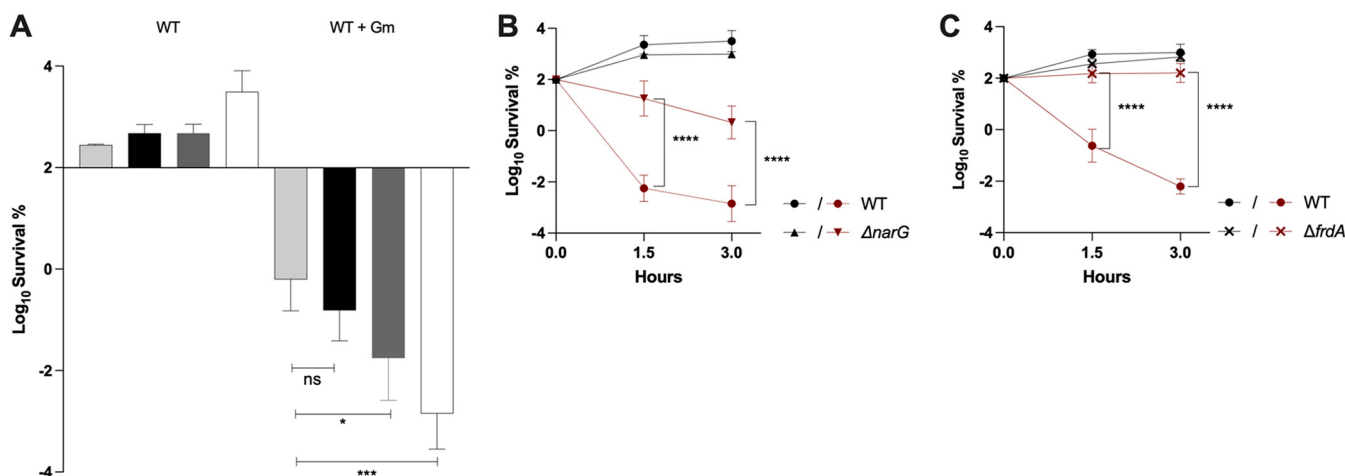 A
WT
WT + Gm
4
2
0
-2
-4
Log10 Survival %
ns
*
***
B
4
2
0
-2
-4
Log10 Survival %
0.0
1.5
3.0
Hours
****
****
/ WT
/ ΔnarG
C
4
2
0
-2
-4
Log10 Survival %
0.0
1.5
3.0
Hours
****
****
/ WT
/ ΔfrdA